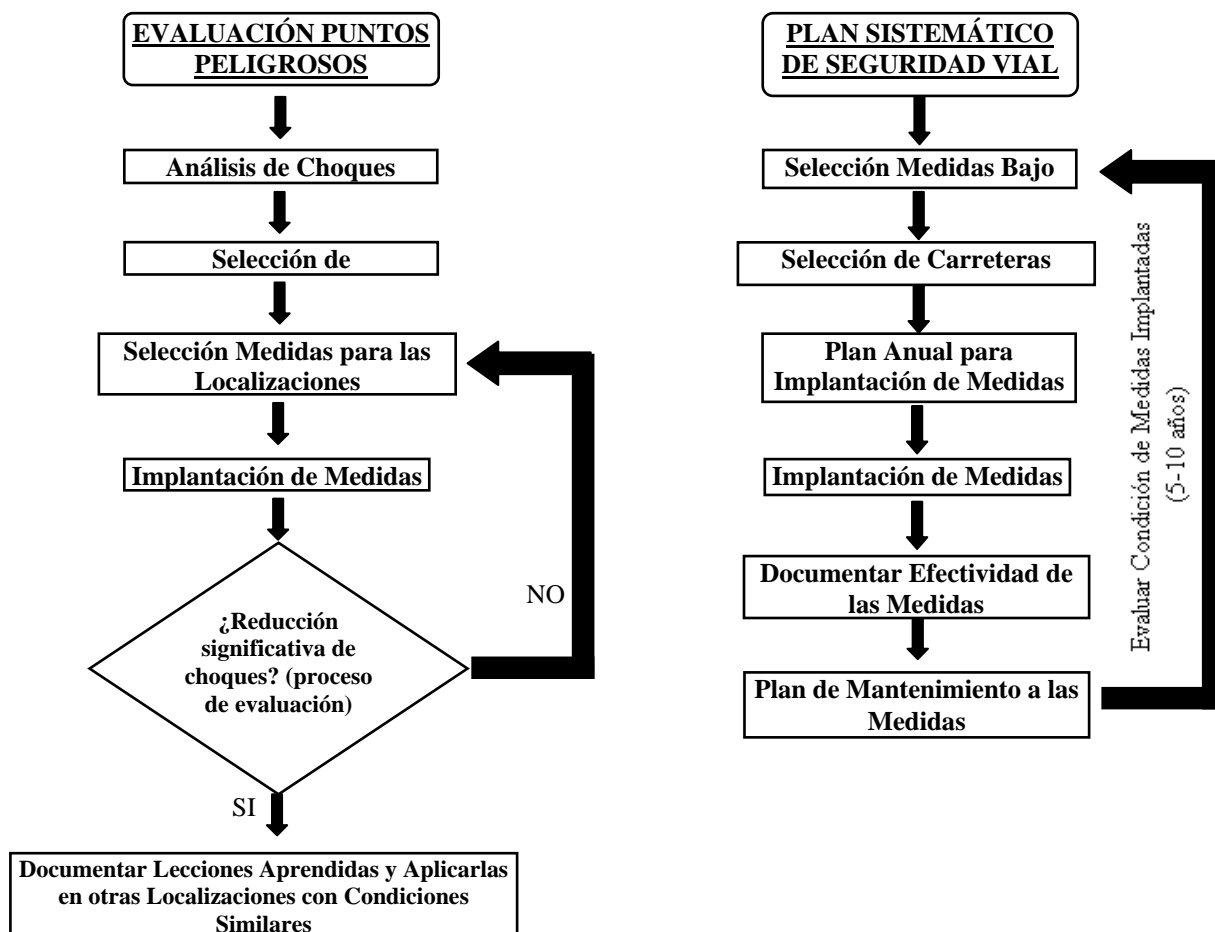 EVALUACIÓN PUNTOS
PELIGROSOS
Análisis de Choques
Selección de
Selección Medidas para las
Localizaciones
Implantación de Medidas
¿Reducción
significativa de
choques? (proceso
de evaluación)
NO
SI
Documentar Lecciones Aprendidas y Aplicarlas
en otras Localizaciones con Condiciones
Similares
PLAN SISTEMÁTICO
DE SEGURIDAD VIAL
Selección Medidas Bajo
Selección de Carreteras
Plan Anual para
Implantación de Medidas
Implantación de Medidas
Documentar Efectividad de
las Medidas
Plan de Mantenimiento a las
Medidas
Evaluar Condición de Medidas Implantadas
(5-10 años)